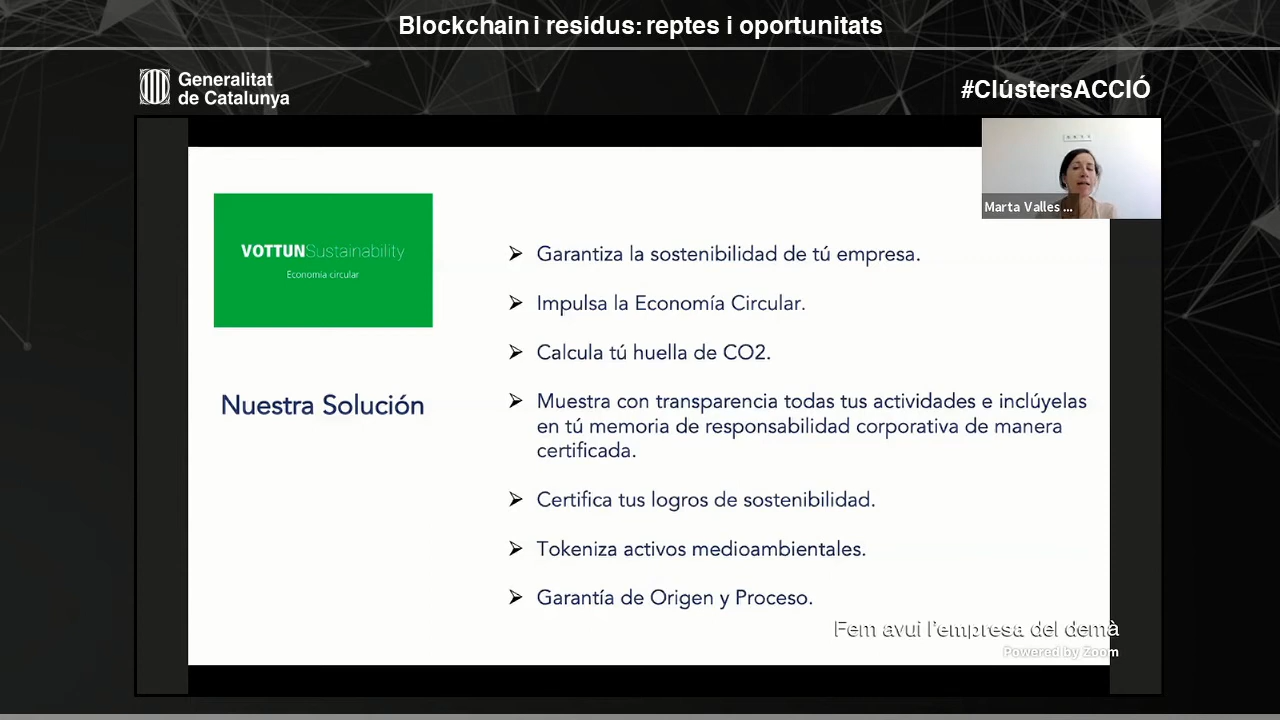 Blockchain i residus: reptes i oportunitats
Generalitat
de Catalunya
#ClústersACCIÓ
Marta Valles ...
VOTTUNSustainability
Economia circular
Nuestra Solución
➢ Garantiza la sostenibilidad de tú empresa.
➢ Impulsa la Economía Circular.
➢ Calcula tú huella de CO2.
➢ Muestra con transparencia todas tus actividades e inclúyelas
en tú memoria de responsabilidad corporativa de manera
certificada.
➢ Certifica tus logros de sostenibilidad.
➢ Tokeniza activos medioambientales.
➢ Garantía de Origen y Proceso.
Fem avui l'empresa del demà
Powered by Zoom